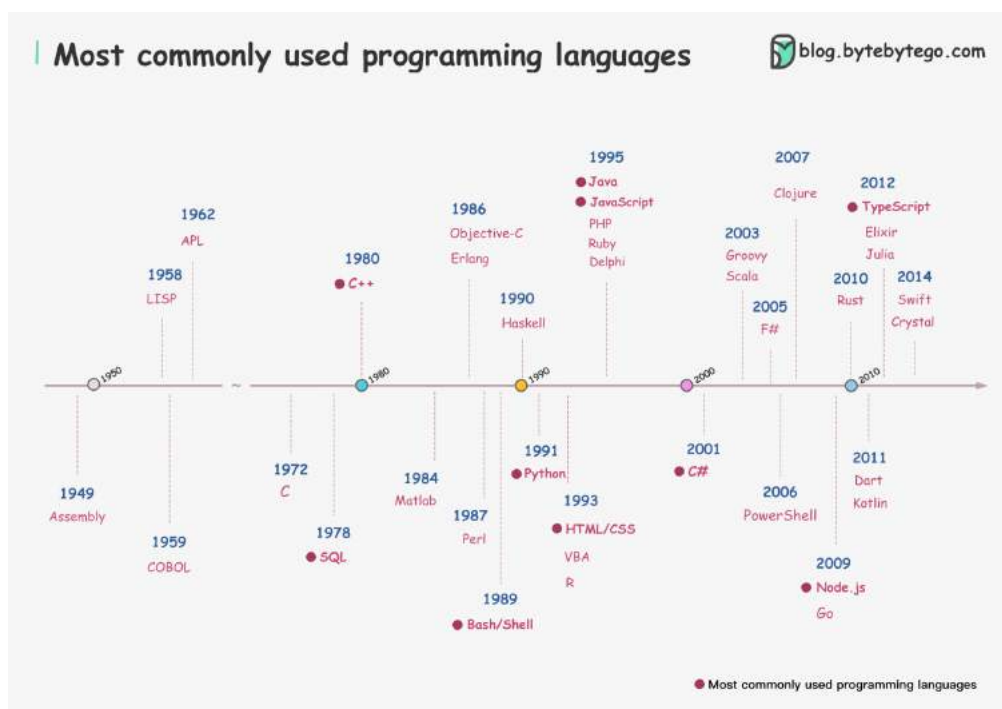 Most commonly used programming languages
blog.bytebytego.com
1995
Java
JavaScript
PHP
Ruby
Delphi
2007
Clojure
2012
TypeScript
Elixir
Julia
1986
Objective-C
Erlang
1962
APL
2003
Groovy
Scala
1980
C++
1958
LISP
2010
Rust
2014
Swift
Crystal
1990
Haskell
2005
F#
1950
~
1980
1990
2000
2010
1972
C
1991
Python
2001
C#
2011
Dart
Kotlin
1984
Matlab
1949
Assembly
2006
PowerShell
1993
HTML/CSS
VBA
R
1987
Perl
1978
SQL
1959
COBOL
2009
Node.js
Go
1989
Bash/Shell
Most commonly used programming languages